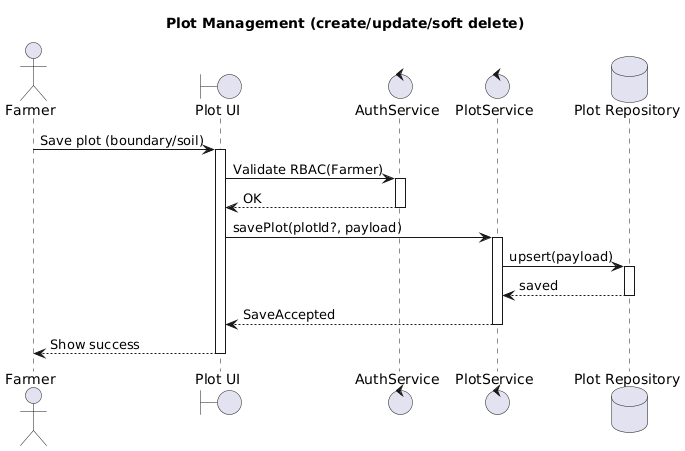 Plot Management (create/update/soft delete)
Farmer
Plot UI
AuthService
PlotService
Plot Repository
Save plot (boundary/soil)
Validate RBAC(Farmer)
OK
savePlot(plotId?, payload)
upsert(payload)
saved
SaveAccepted
Show success
Farmer
Plot UI
AuthService
PlotService
Plot Repository